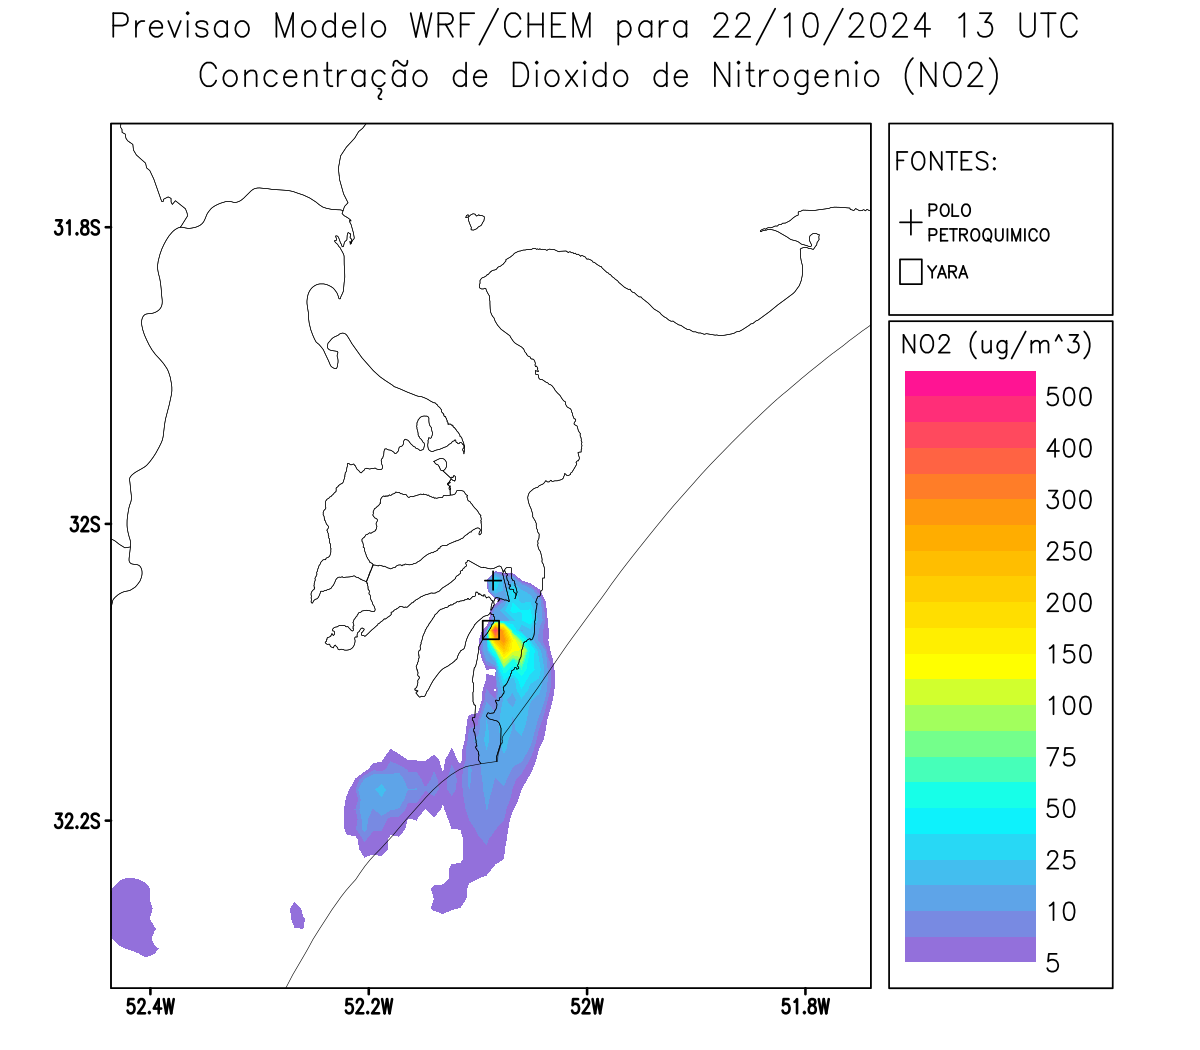 Previsao Modelo WRF/CHEM para 22/10/2024 13 UTC
Concentração de Dioxido de Nitrogenio (NO2)
FONTES:
POLO
PETROQUIMICO
YARA
NO2 (ug/m^3)
500
400
300
250
200
150
100
75
50
25
10
5
31.8S
32S
32.2S
52.4W
52.2W
52W
51.8W